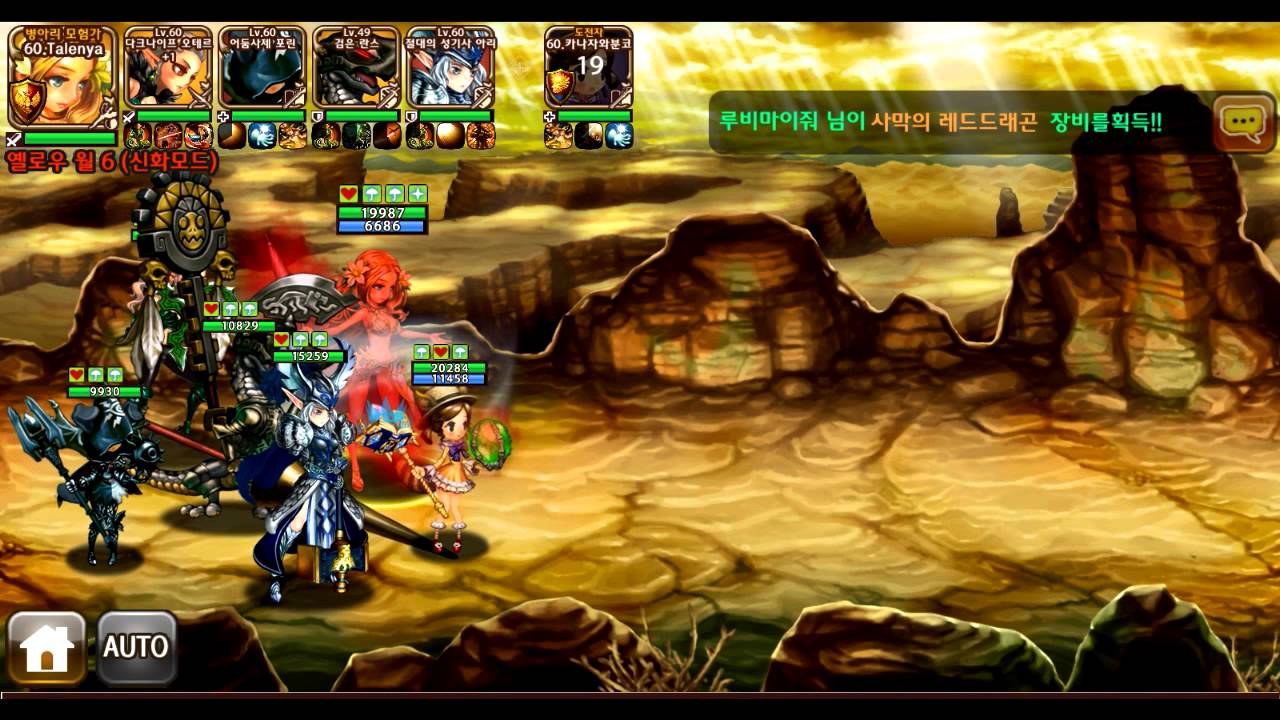 병아리 모험가
60.Talenya
Lv.60
다크나이프 오테르
+1
Lv.60
어둠사제 포린
Lv.49
검은 란스
Lv.60
절대의 성기사 아리
도전자
60.카나자와분코
19
루비마이줘 님이 사막의 레드드래곤 장비를획득!!
옐로우 월 6 (신화모드)
19987
6686
10829
15259
20284
11458
9930
AUTO